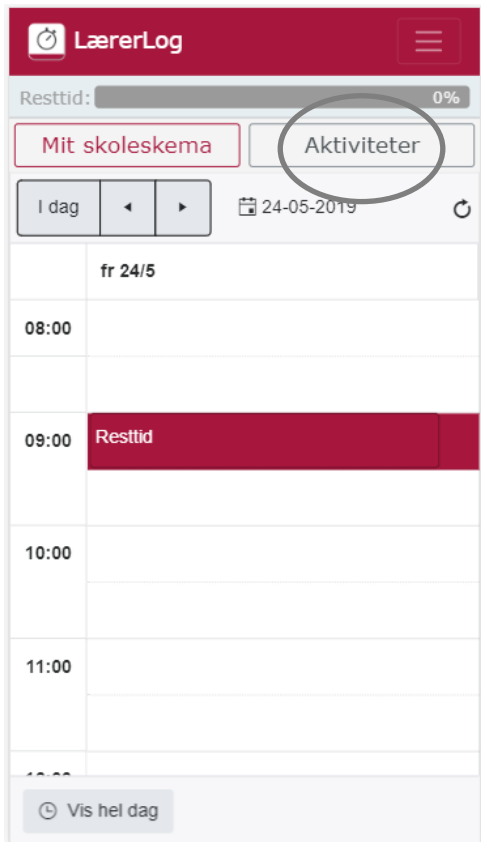 LærerLog
Resttid: 0%
Mit skoleskema Aktiviteter
I dag 24-05-2019
fr 24/5
08:00
09:00 Resttid
10:00
11:00
Vis hel dag